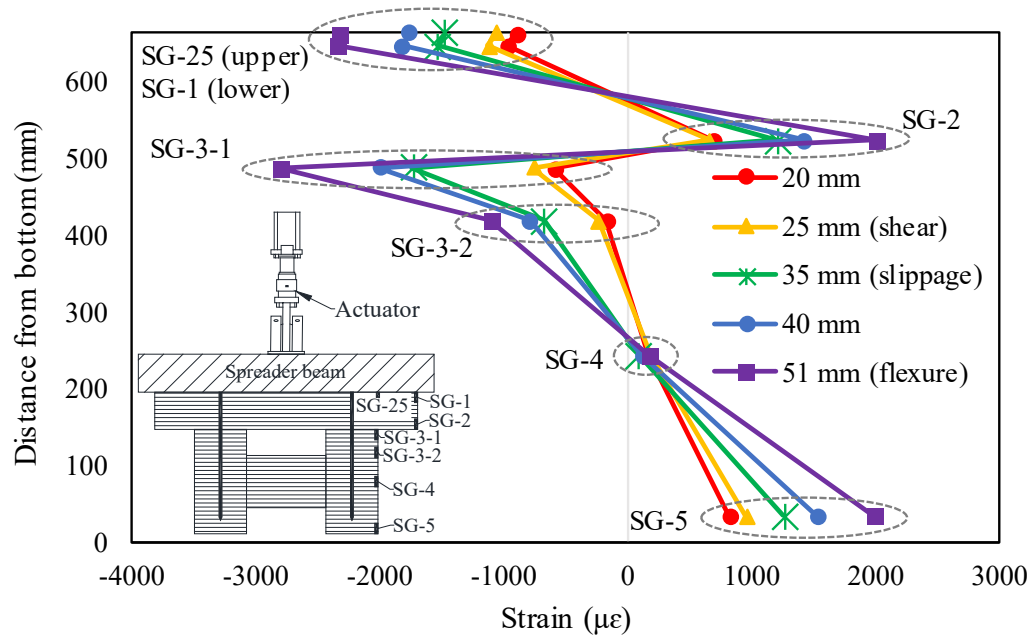 SG-25 (upper)
SG-1 (lower)
SG-2
SG-3-1
SG-3-2
SG-4
SG-5
20 mm
25 mm (shear)
35 mm (slippage)
40 mm
51 mm (flexure)
Actuator
Spreader beam
SG-25
SG-1
SG-2
SG-3-1
SG-3-2
SG-4
SG-5
Distance from bottom (mm)
600
500
400
300
200
100
0
-4000 -3000 -2000 -1000 0 1000 2000 3000
Strain (με)